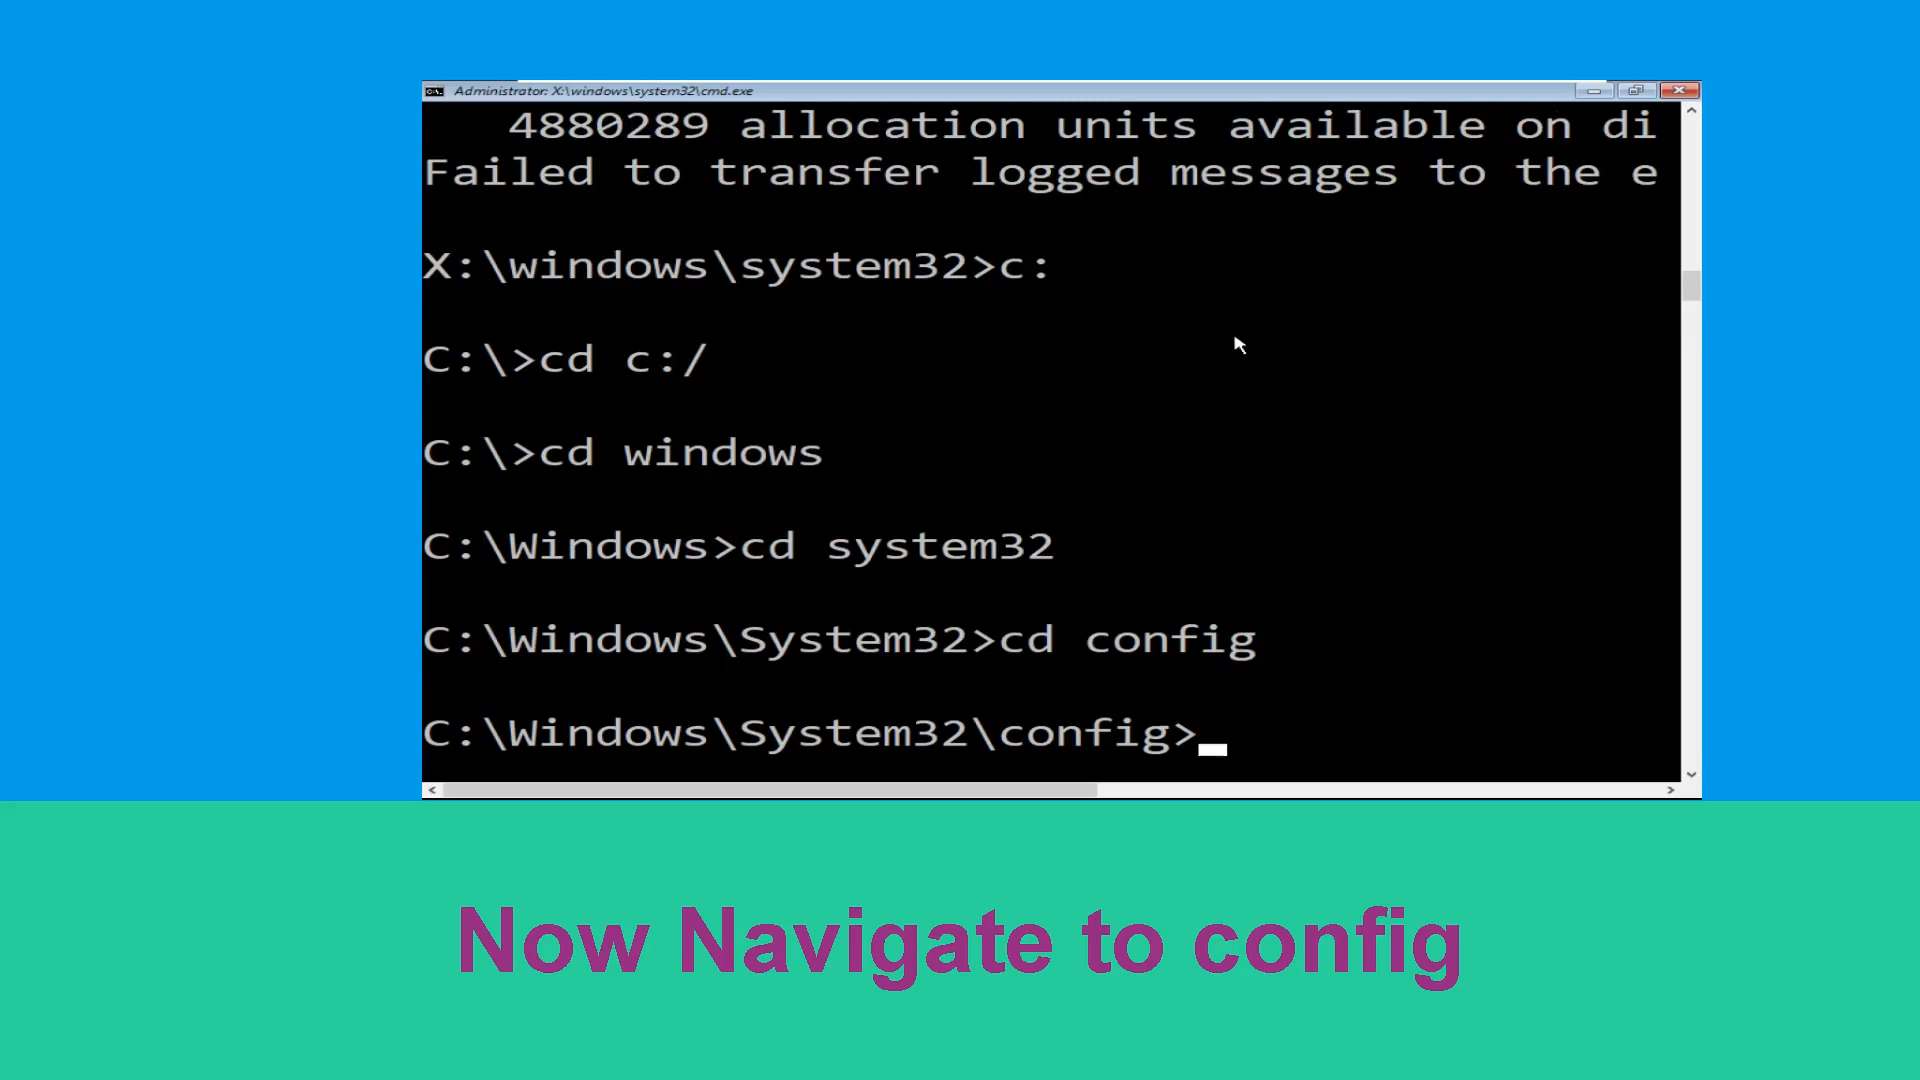 Administrator: X:\windows\system32\cmd.exe
4880289 allocation units available on di
Failed to transfer logged messages to the e
X:\windows\system32>c:
C:\>cd c:/
C:\>cd windows
C:\Windows>cd system32
C:\Windows\System32>cd config
C:\Windows\System32\config>
Now Navigate to config